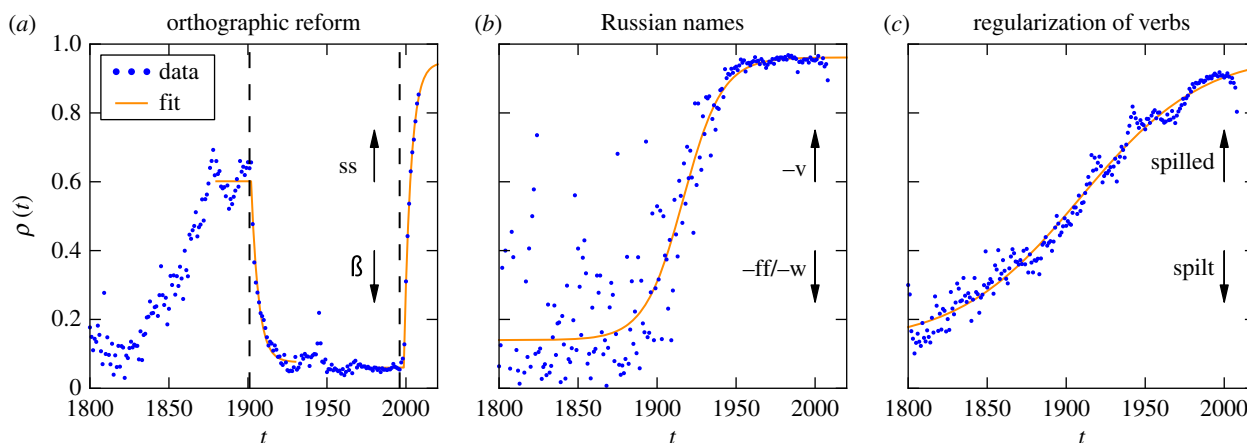 (a) orthographic reform
1.0
0.8
0.6
0.4
0.2
0
ρ(t)
data
fit
ss
ß
1800 1850 1900 1950 2000
t
(b) Russian names
–v
–ff/–w
1800 1850 1900 1950 2000
t
(c) regularization of verbs
spilled
spilt
1800 1850 1900 1950 2000
t